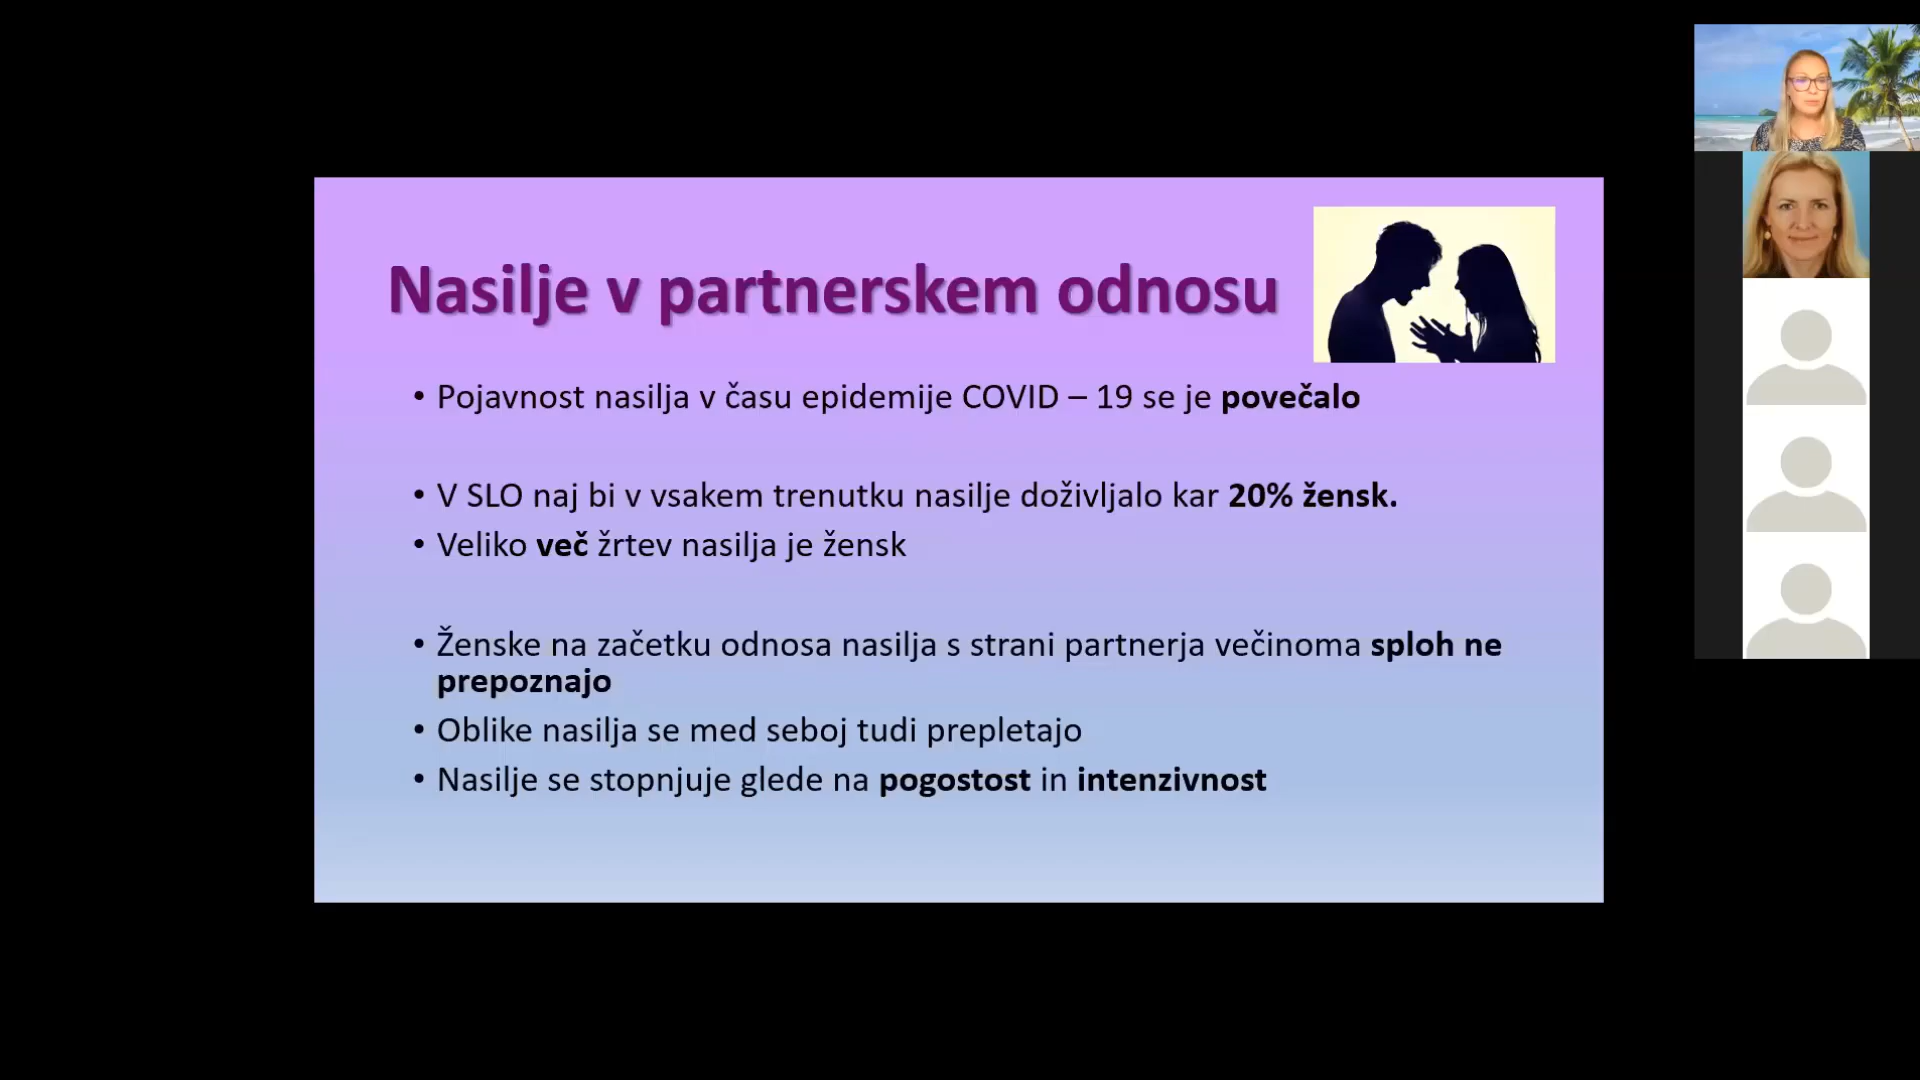 Nasilje v partnerskem odnosu
• Pojavnost nasilja v času epidemije COVID – 19 se je povečalo
• V SLO naj bi v vsakem trenutku nasilje doživljalo kar 20% žensk.
• Veliko več žrtev nasilja je žensk
• Ženske na začetku odnosa nasilja s strani partnerja večinoma sploh ne
prepoznajo
• Oblike nasilja se med seboj tudi prepletajo
• Nasilje se stopnjuje glede na pogostost in intenzivnost